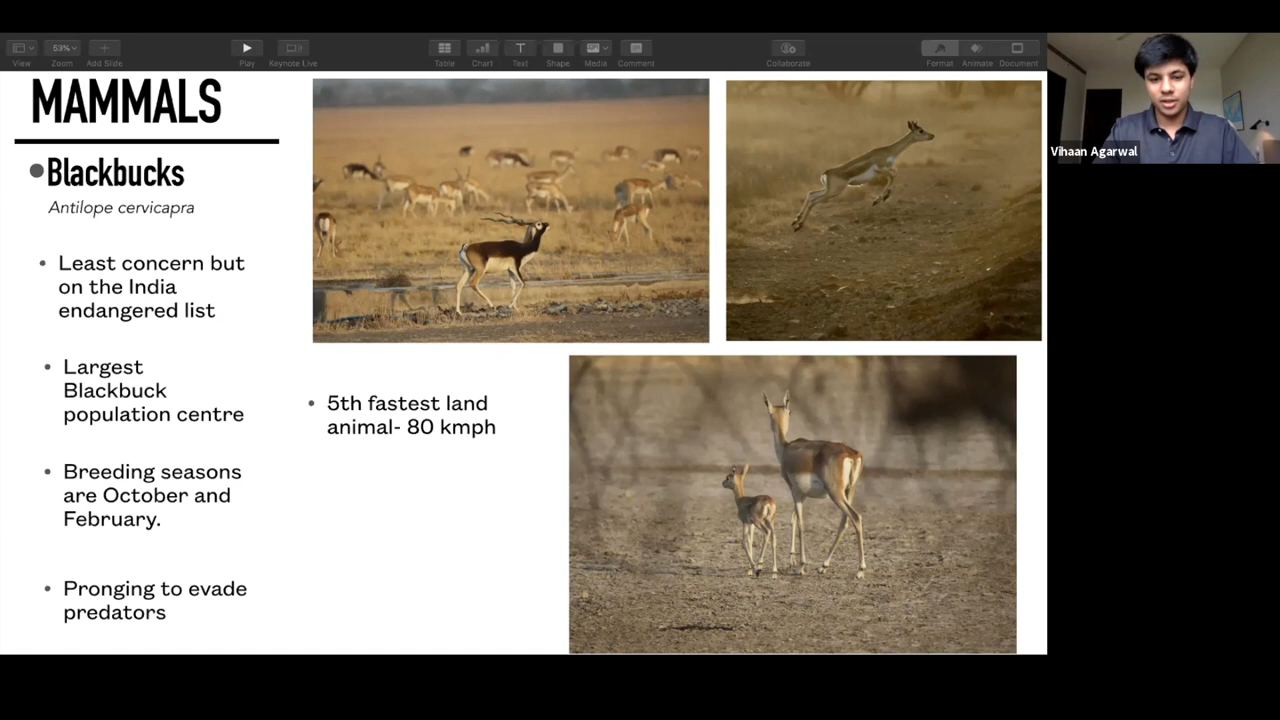 53%
View
Zoom
Add Slide
Play
Keynote Live
Table
Chart
Text
Shape
Media
Comment
Collaborate
Format
Animate
Document
MAMMALS
Blackbucks
Antilope cervicapra
Least concern but
on the India
endangered list
Largest
Blackbuck
population centre
Breeding seasons
are October and
February.
Pronging to evade
predators
5th fastest land
animal- 80 kmph
Vihaan Agarwal